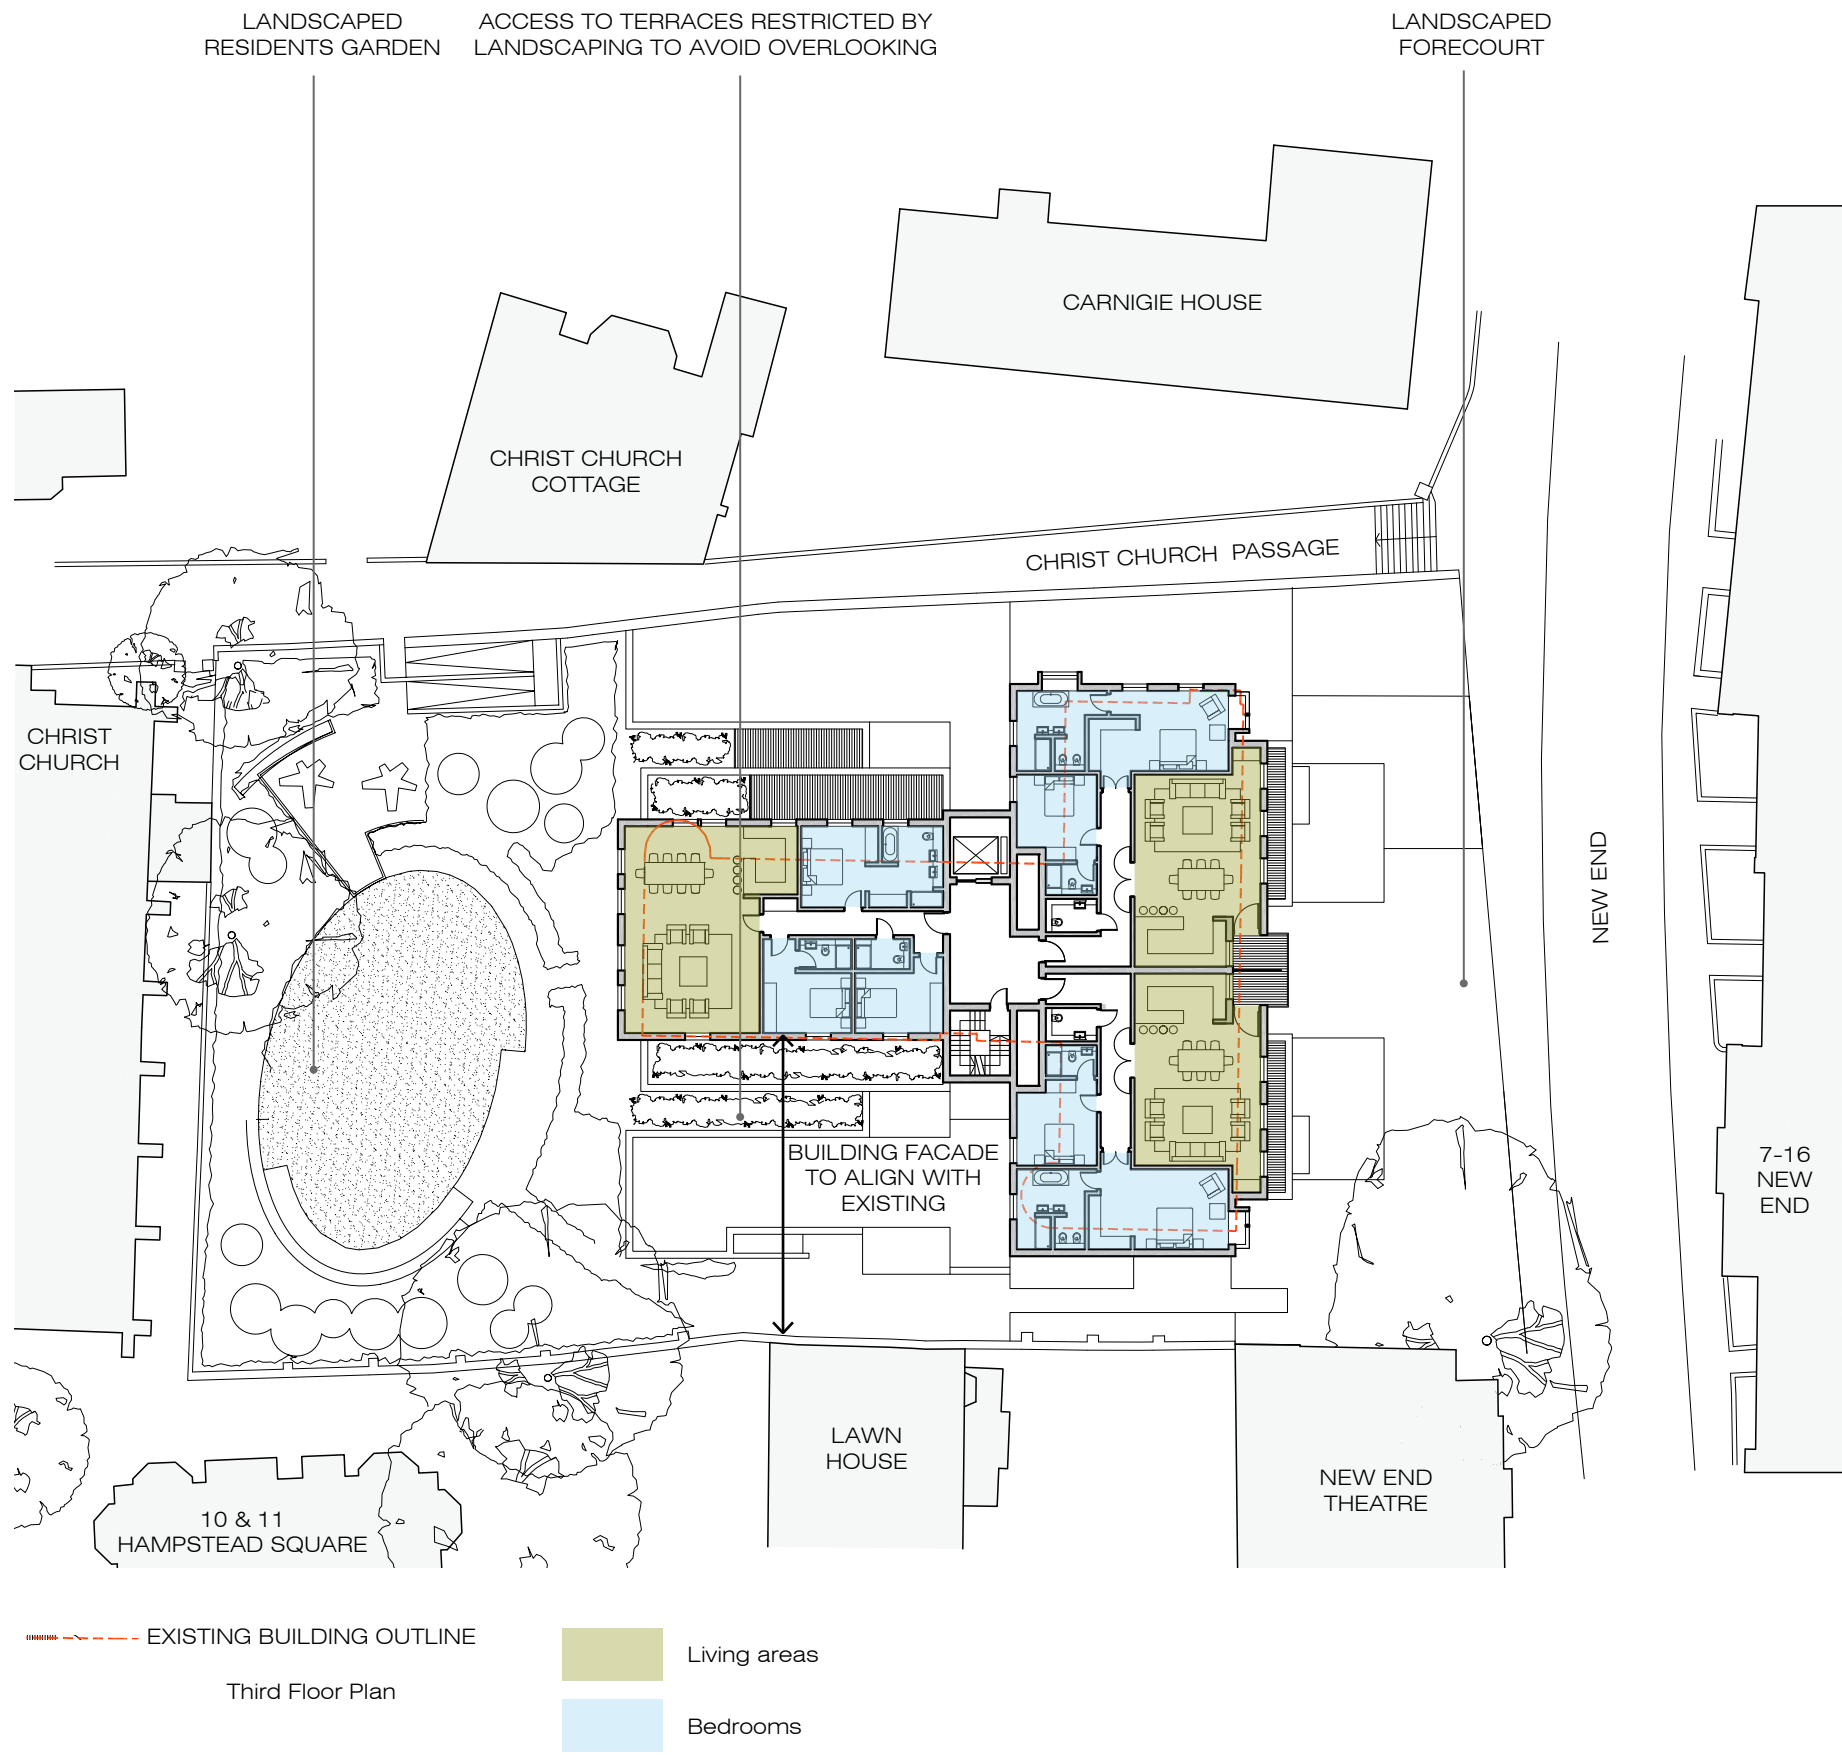 LANDSCAPED
RESIDENTS GARDEN
ACCESS TO TERRACES RESTRICTED BY
LANDSCAPING TO AVOID OVERLOOKING
LANDSCAPED
FORECOURT
CARNIGIE HOUSE
CHRIST CHURCH
COTTAGE
CHRIST CHURCH PASSAGE
CHRIST
CHURCH
NEW END
BUILDING FACADE
TO ALIGN WITH
EXISTING
7-16
NEW
END
LAWN
HOUSE
NEW END
THEATRE
10 & 11
HAMPSTEAD SQUARE
EXISTING BUILDING OUTLINE
Third Floor Plan
Living areas
Bedrooms